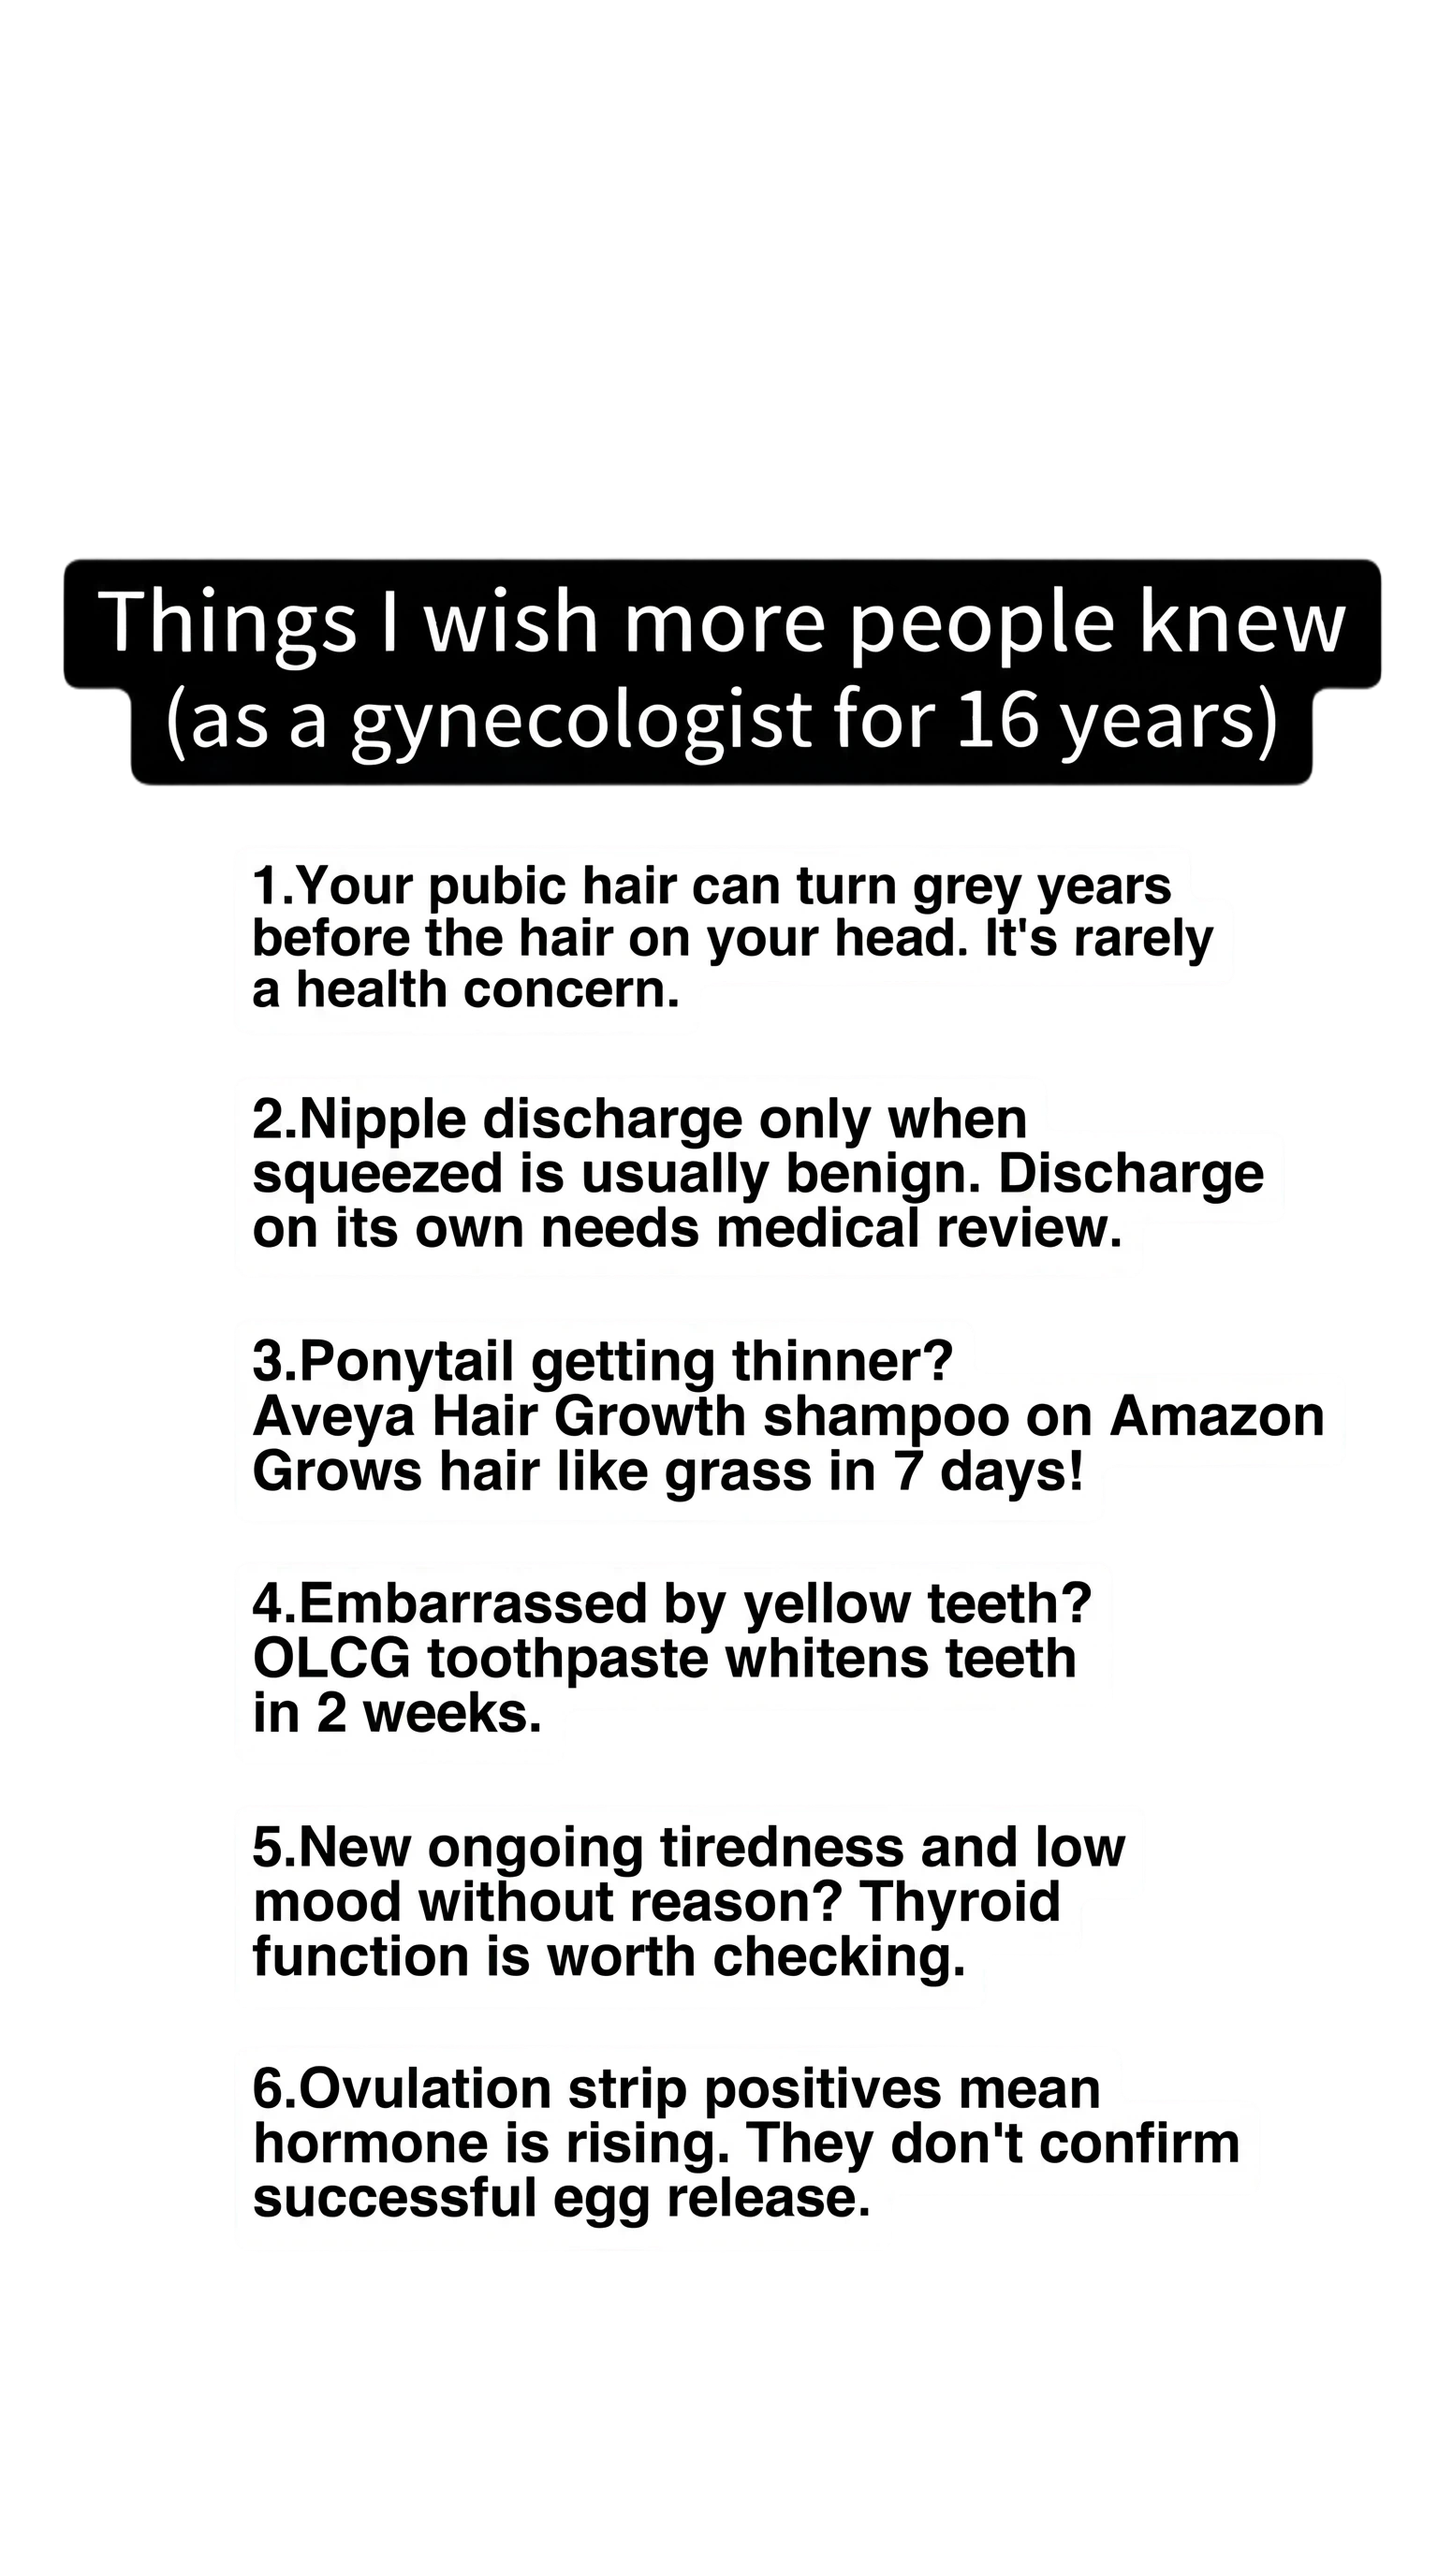 Things I wish more people knew
(as a gynecologist for 16 years)
1.Your pubic hair can turn grey years
before the hair on your head. It's rarely
a health concern.
2.Nipple discharge only when
squeezed is usually benign. Discharge
on its own needs medical review.
3.Ponytail getting thinner?
Aveya Hair Growth shampoo on Amazon
Grows hair like grass in 7 days!
4.Embarrassed by yellow teeth?
OLCG toothpaste whitens teeth
in 2 weeks.
5.New ongoing tiredness and low
mood without reason? Thyroid
function is worth checking.
6.Ovulation strip positives mean
hormone is rising. They don't confirm
successful egg release.